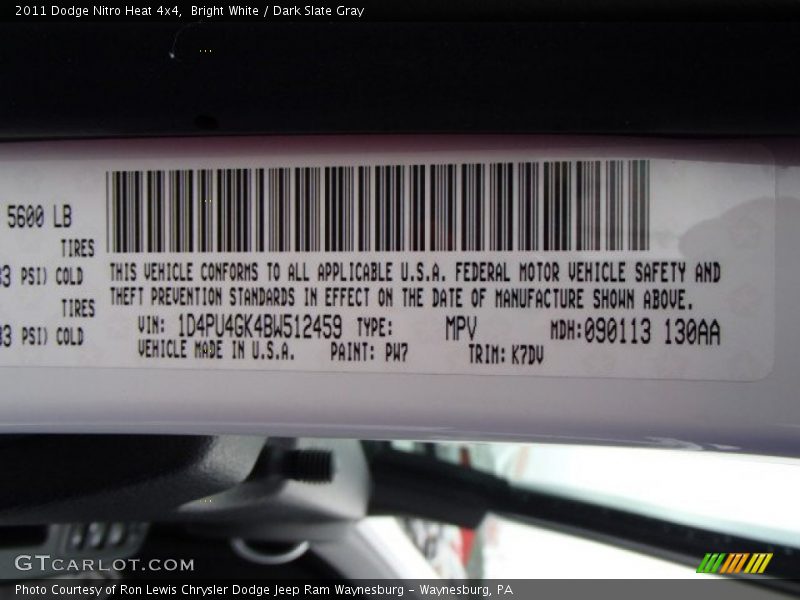 2011 Dodge Nitro Heat 4x4, Bright White / Dark Slate Gray
5600 LB
TIRES
PSI) COLD
TIRES
PSI) COLD
THIS VEHICLE CONFORMS TO ALL APPLICABLE U.S.A. FEDERAL MOTOR VEHICLE SAFETY AND
THEFT PREVENTION STANDARDS IN EFFECT ON THE DATE OF MANUFACTURE SHOWN ABOVE.
VIN: 1D4PU4GK4BW512459 TYPE: MPV MDH:090113 130AA
VEHICLE MADE IN U.S.A. PAINT: PW7 TRIM: K7DV
GTCARLOT.COM
Photo Courtesy of Ron Lewis Chrysler Dodge Jeep Ram Waynesburg - Waynesburg, PA